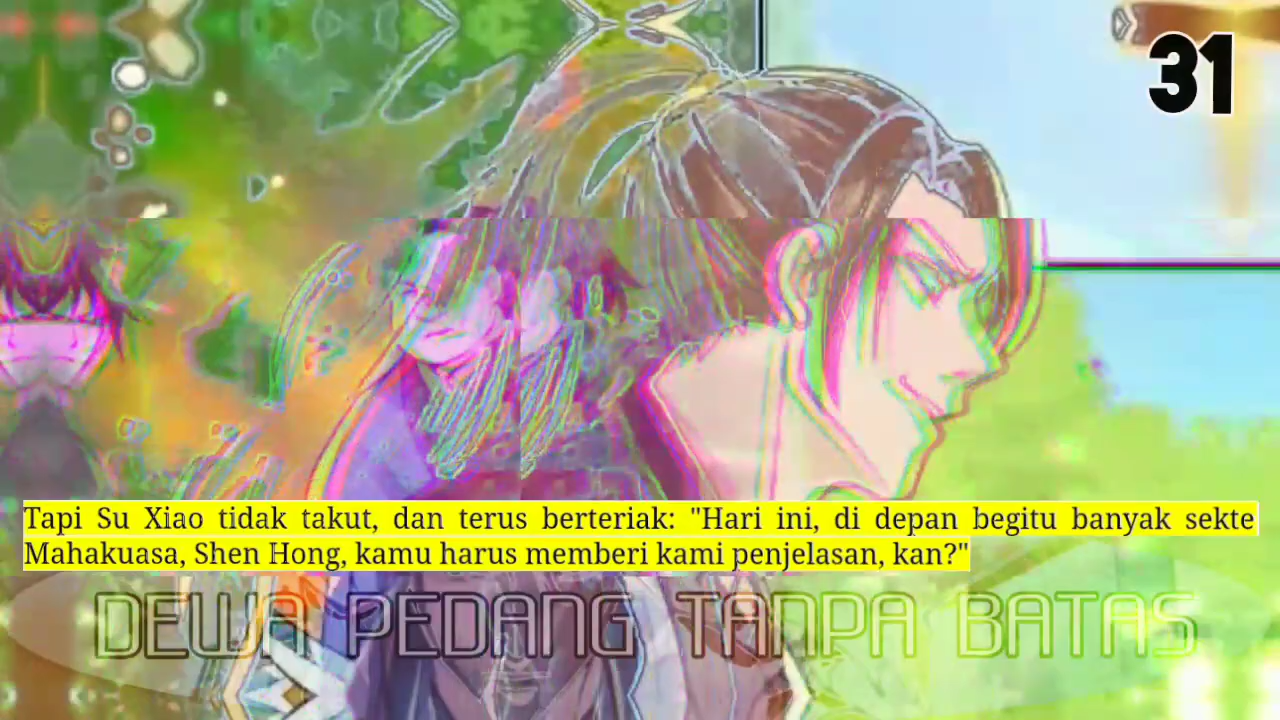 31
Tapi Su Xiao tidak takut, dan terus berteriak: "Hari ini, di depan begitu banyak sekte
Mahakuasa, Shen Hong, kamu harus memberi kami penjelasan, kan?"
DEWA PEDANG TANPA BATAS